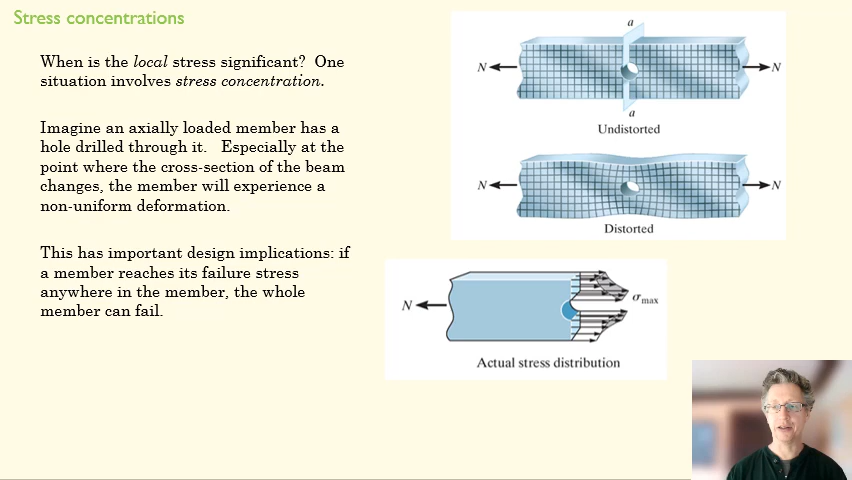 Stress concentrations
When is the local stress significant? One
situation involves stress concentration.
Imagine an axially loaded member has a
hole drilled through it. Especially at the
point where the cross-section of the beam
changes, the member will experience a
non-uniform deformation.
This has important design implications: if
a member reaches its failure stress
anywhere in the member, the whole
member can fail.
a
N N
a
Undistorted
N N
Distorted
N σmax
Actual stress distribution